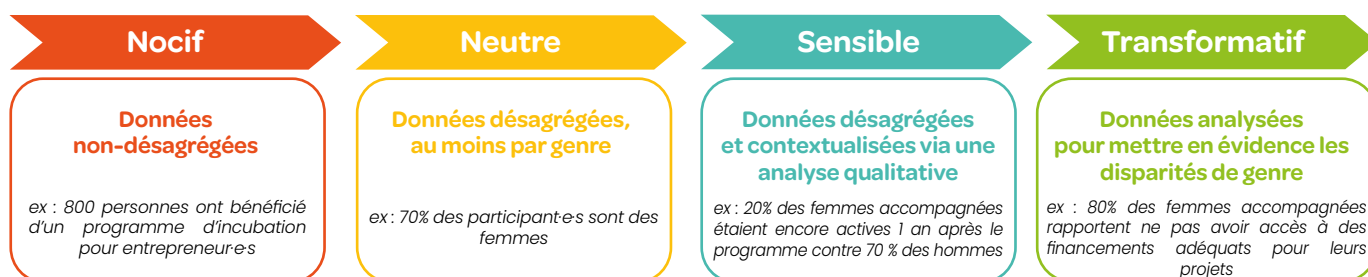 Nocif
Neutre
Sensible
Transformatif
Données
non-désagrégées
ex : 800 personnes ont bénéficié
d'un programme d'incubation
pour entrepreneur·e·s
Données désagrégées,
au moins par genre
ex : 70% des participant·e·s sont des
femmes
Données désagrégées
et contextualisées via une
analyse qualitative
ex : 20% des femmes accompagnées
étaient encore actives 1 an après le
programme contre 70 % des hommes
Données analysées
pour mettre en évidence les
disparités de genre
ex : 80% des femmes accompagnées
rapportent ne pas avoir accès à des
financements adéquats pour leurs
projets